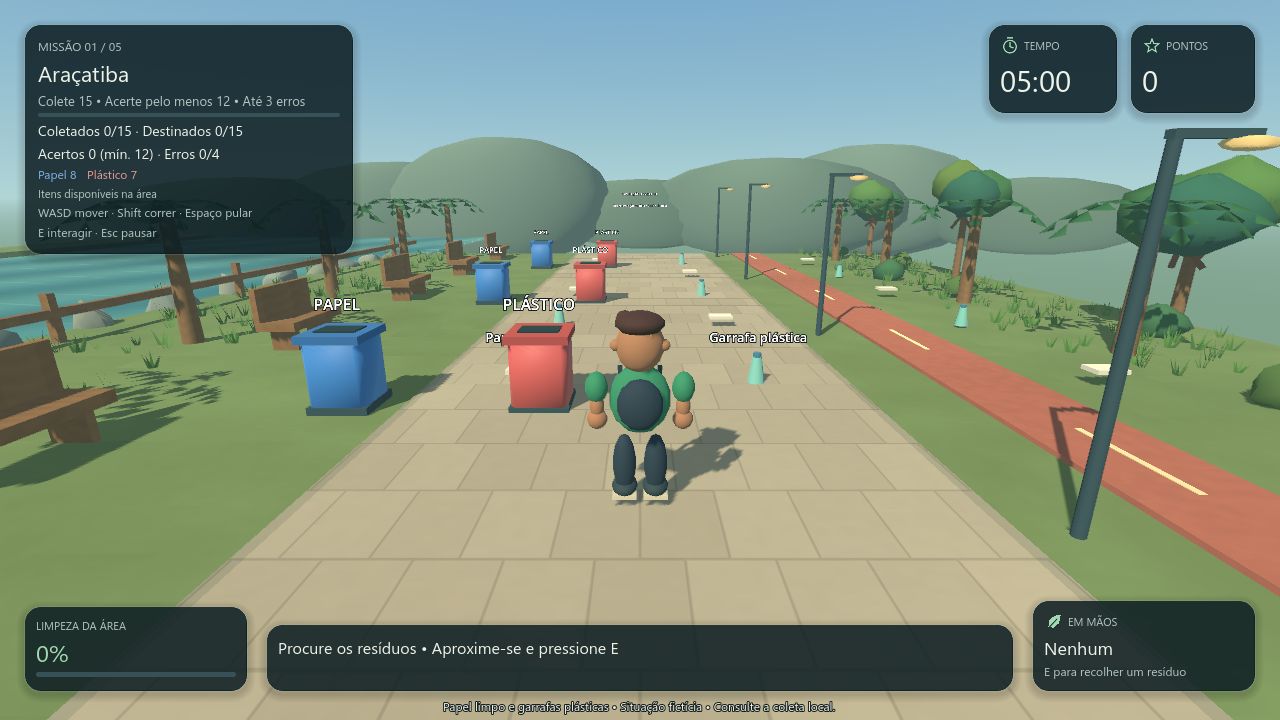 MISSÃO 01 / 05
Araçatiba
Colete 15 • Acerte pelo menos 12 • Até 3 erros
Coletados 0/15 · Destinados 0/15
Acertos 0 (mín. 12) · Erros 0/4
Papel 8 Plástico 7
Itens disponíveis na área
WASD mover · Shift correr · Espaço pular
E interagir · Esc pausar
TEMPO
05:00
PONTOS
0
PAPEL
PLÁSTICO
PAPEL
PLÁSTICO
PAPEL
PLÁSTICO
Garrafa plástica
LIMPEZA DA ÁREA
0%
Procure os resíduos • Aproxime-se e pressione E
EM MÃOS
Nenhum
E para recolher um resíduo
Papel limpo e garrafas plásticas • Situação fictícia • Consulte a coleta local.